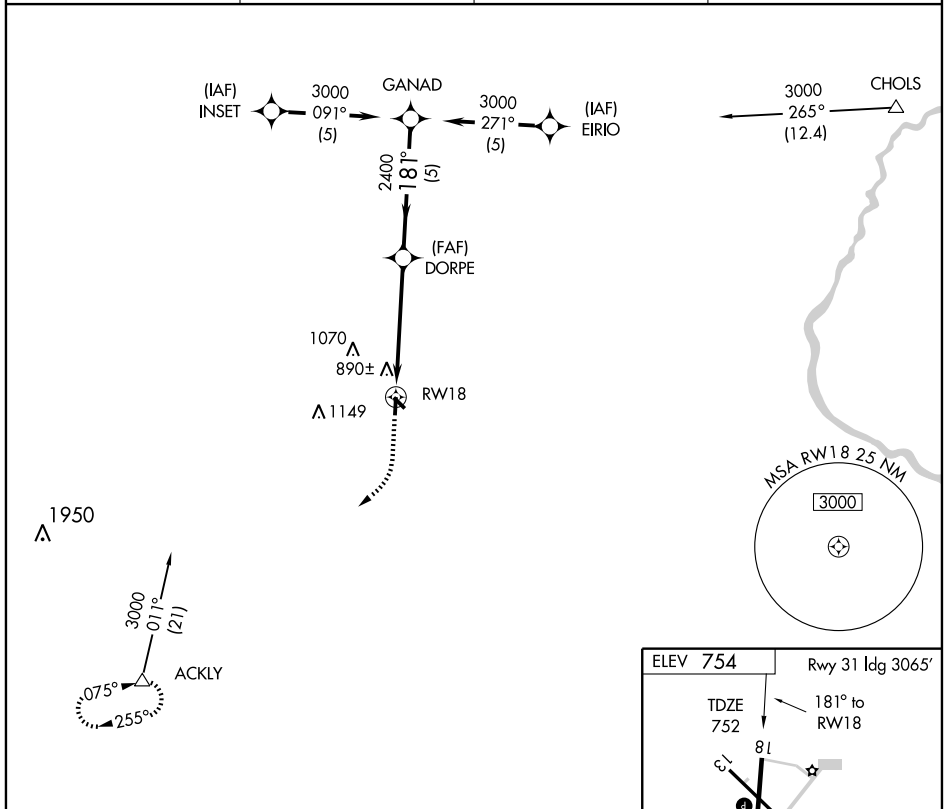 (IAF)
INSET
3000
091°
(5)
GANAD
3000
271°
(5)
(IAF)
EIRIO
3000
265°
(12.4)
CHOLS
2400
181°
(5)
(FAF)
DORPE
1070
890±
1149
RW18
MSA RW18 25 NM
3000
1950
3000
011°
(21)
075°
255°
ACKLY
ELEV 754
Rwy 31 ldg 3065'
TDZE
752
181° to
RW18
18
13
P